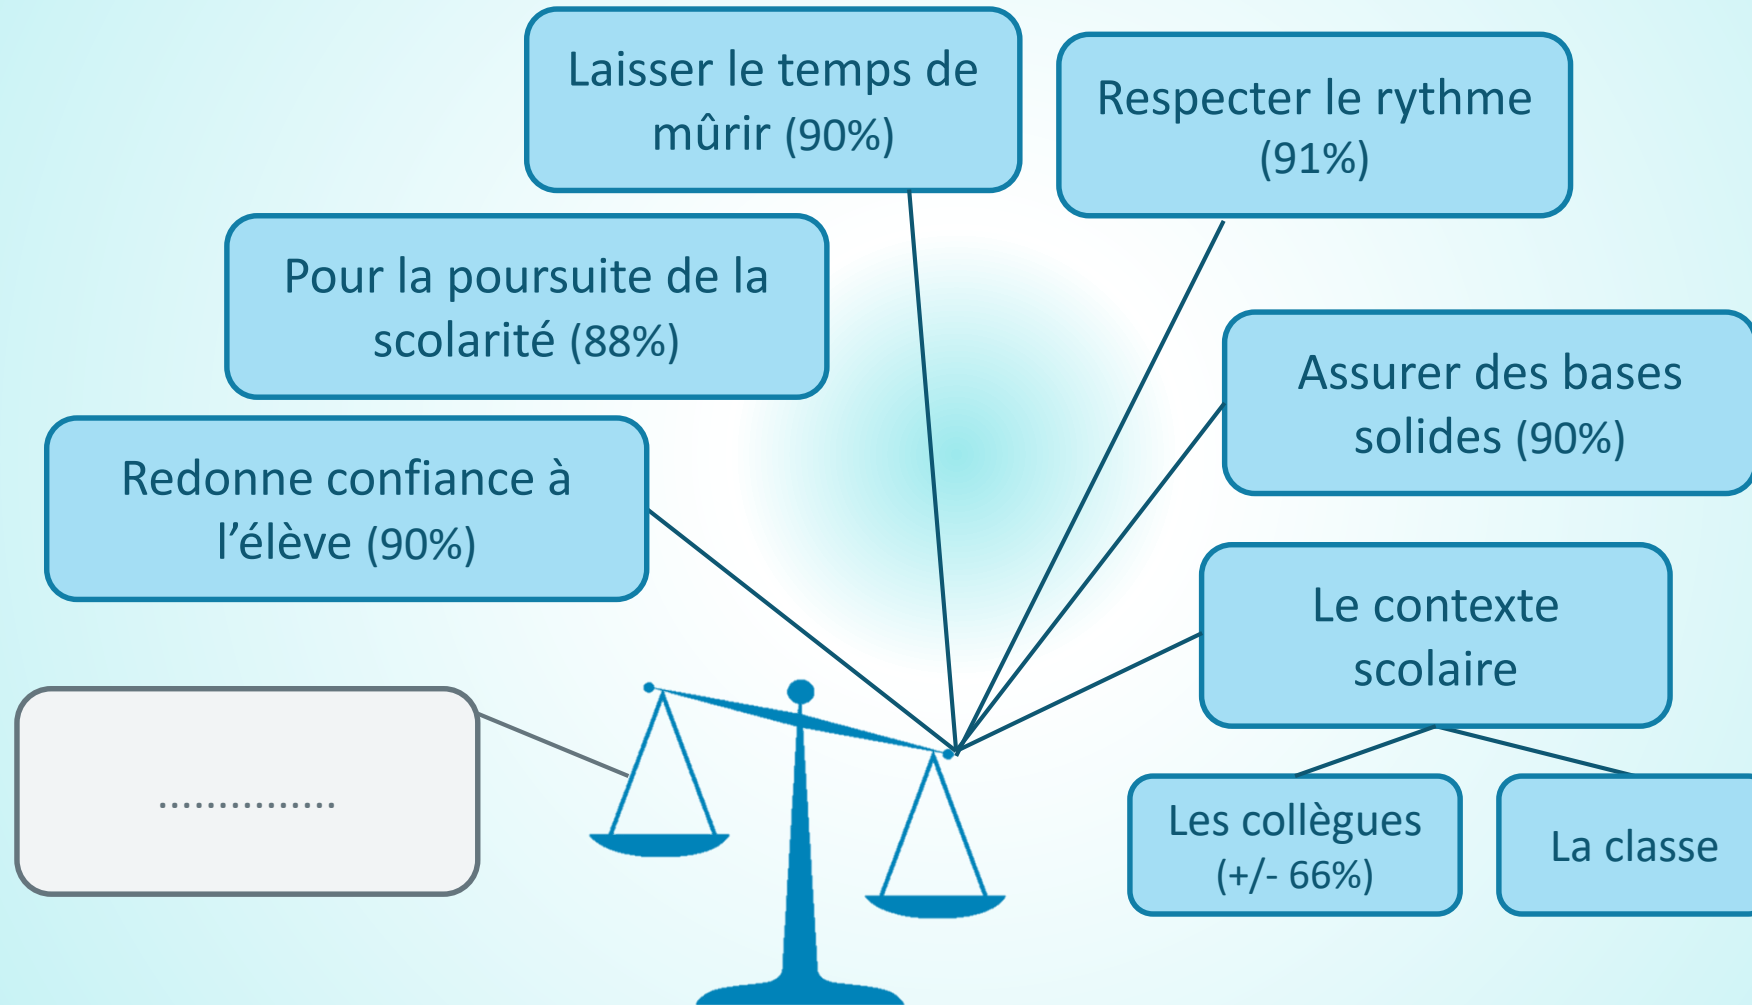 Laisser le temps de
mûrir (90%)
Respecter le rythme
(91%)
Pour la poursuite de la
scolarité (88%)
Assurer des bases
solides (90%)
Redonne confiance à
l’élève (90%)
Le contexte
scolaire
...............
Les collègues
(+/- 66%)
La classe